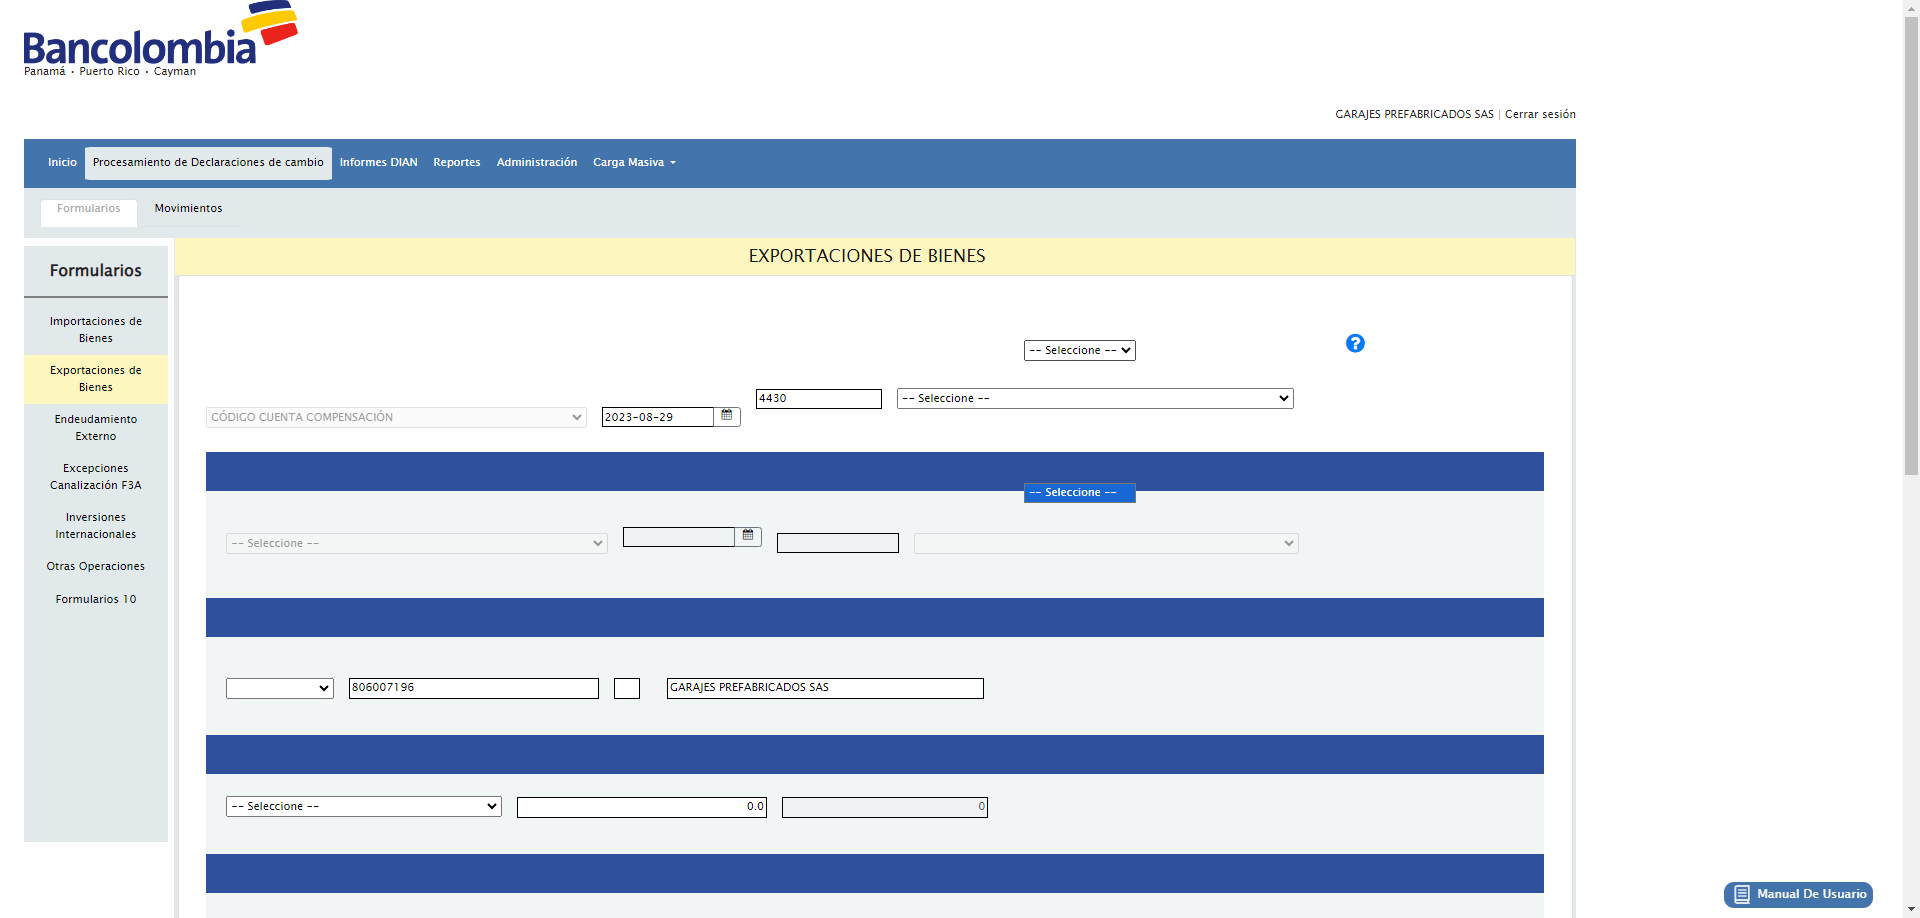 Bancolombia
Panamá • Puerto Rico • Cayman
GARAJES PREFABRICADOS SAS | Cerrar sesión
Inicio Procesamiento de Declaraciones de cambio Informes DIAN Reportes Administración Carga Masiva
Formularios Movimientos
Formularios
Importaciones de
Bienes
Exportaciones de
Bienes
Endeudamiento
Externo
Excepciones
Canalización F3A
Inversiones
Internacionales
Otras Operaciones
Formularios 10
EXPORTACIONES DE BIENES
-- Seleccione --
?
4430 -- Seleccione --
CÓDIGO CUENTA COMPENSACIÓN 2023-08-29
-- Seleccione --
-- Seleccione --
806007196 GARAJES PREFABRICADOS SAS
-- Seleccione -- 0.0 0
Manual De Usuario